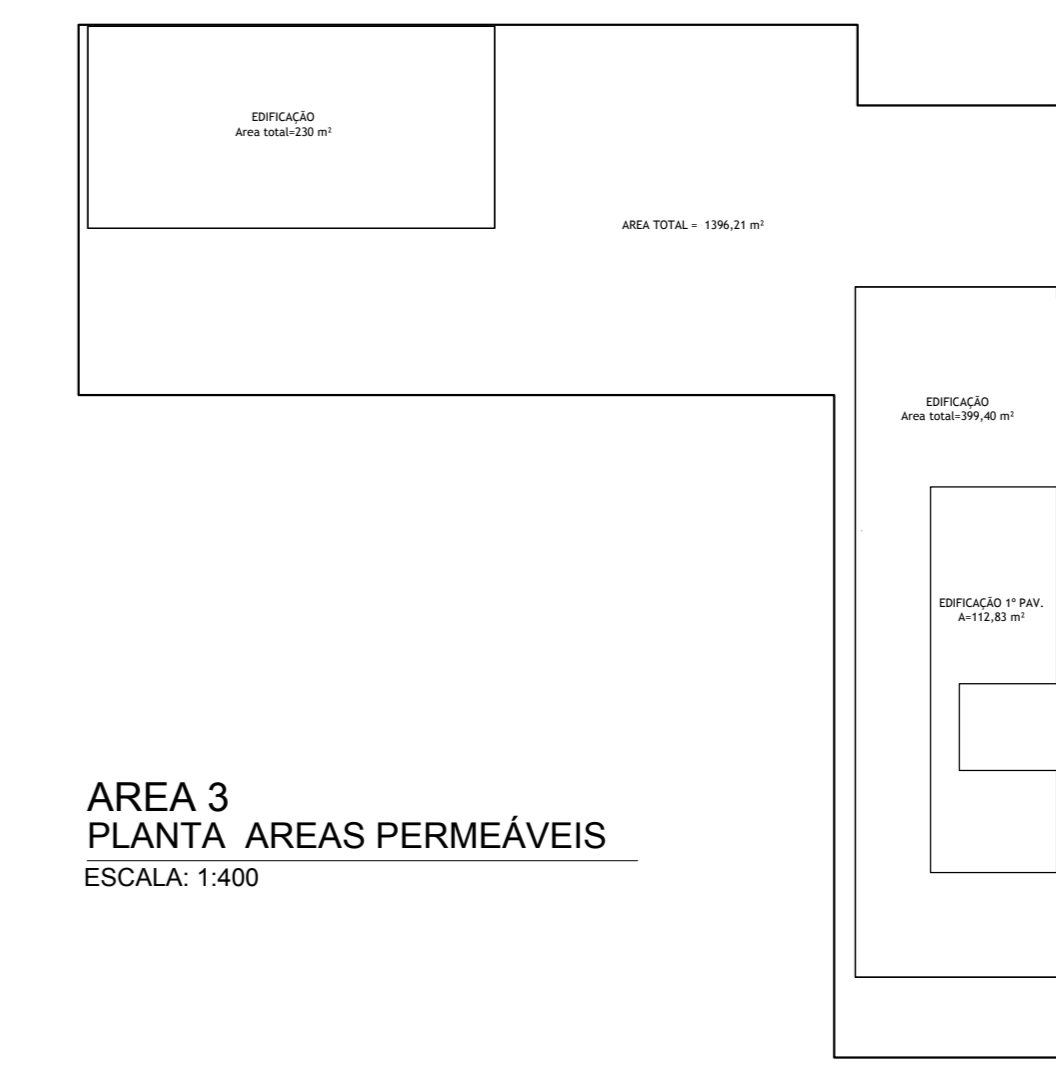 EDIFICAÇÃO
Area total=230 m²
AREA TOTAL = 1396,21 m²
EDIFICAÇÃO
Area total=399,40 m²
EDIFICAÇÃO 1º PAV.
A=112,83 m²
AREA 3
PLANTA AREAS PERMEÁVEIS
ESCALA: 1:400